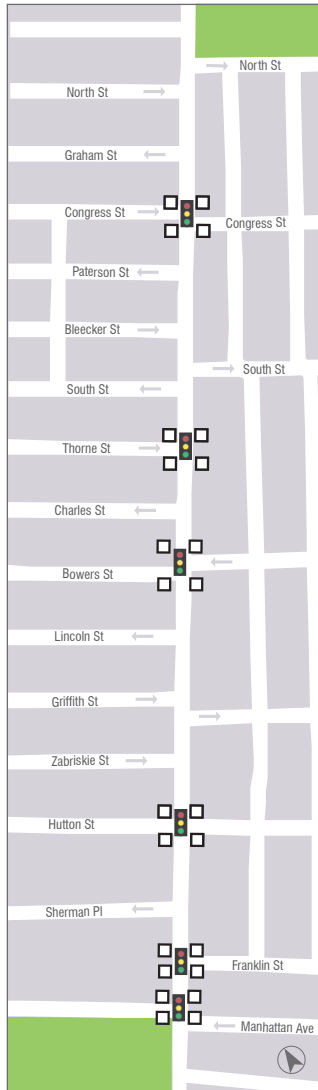 North St
North St
Graham St
Congress St
Congress St
Paterson St
Bleecker St
South St
South St
Thorne St
Charles St
Bowers St
Lincoln St
Griffith St
Zabriskie St
Hutton St
Sherman Pl
Franklin St
Manhattan Ave